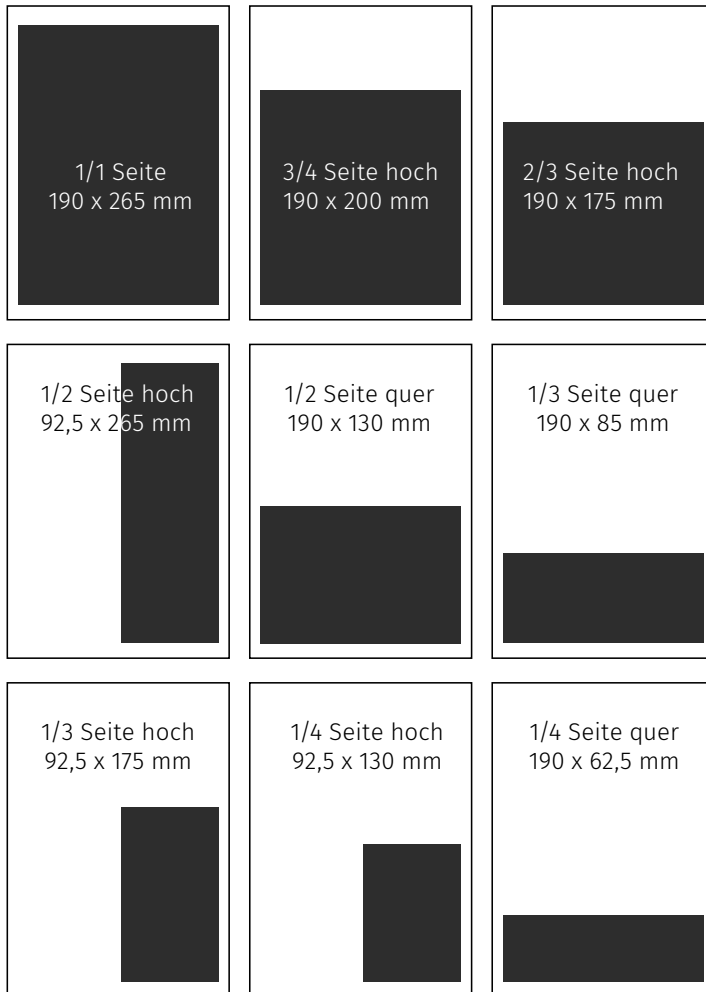 1/1 Seite
190 x 265 mm
3/4 Seite hoch
190 x 200 mm
2/3 Seite hoch
190 x 175 mm
1/2 Seite hoch
92,5 x 265 mm
1/2 Seite quer
190 x 130 mm
1/3 Seite quer
190 x 85 mm
1/3 Seite hoch
92,5 x 175 mm
1/4 Seite hoch
92,5 x 130 mm
1/4 Seite quer
190 x 62,5 mm